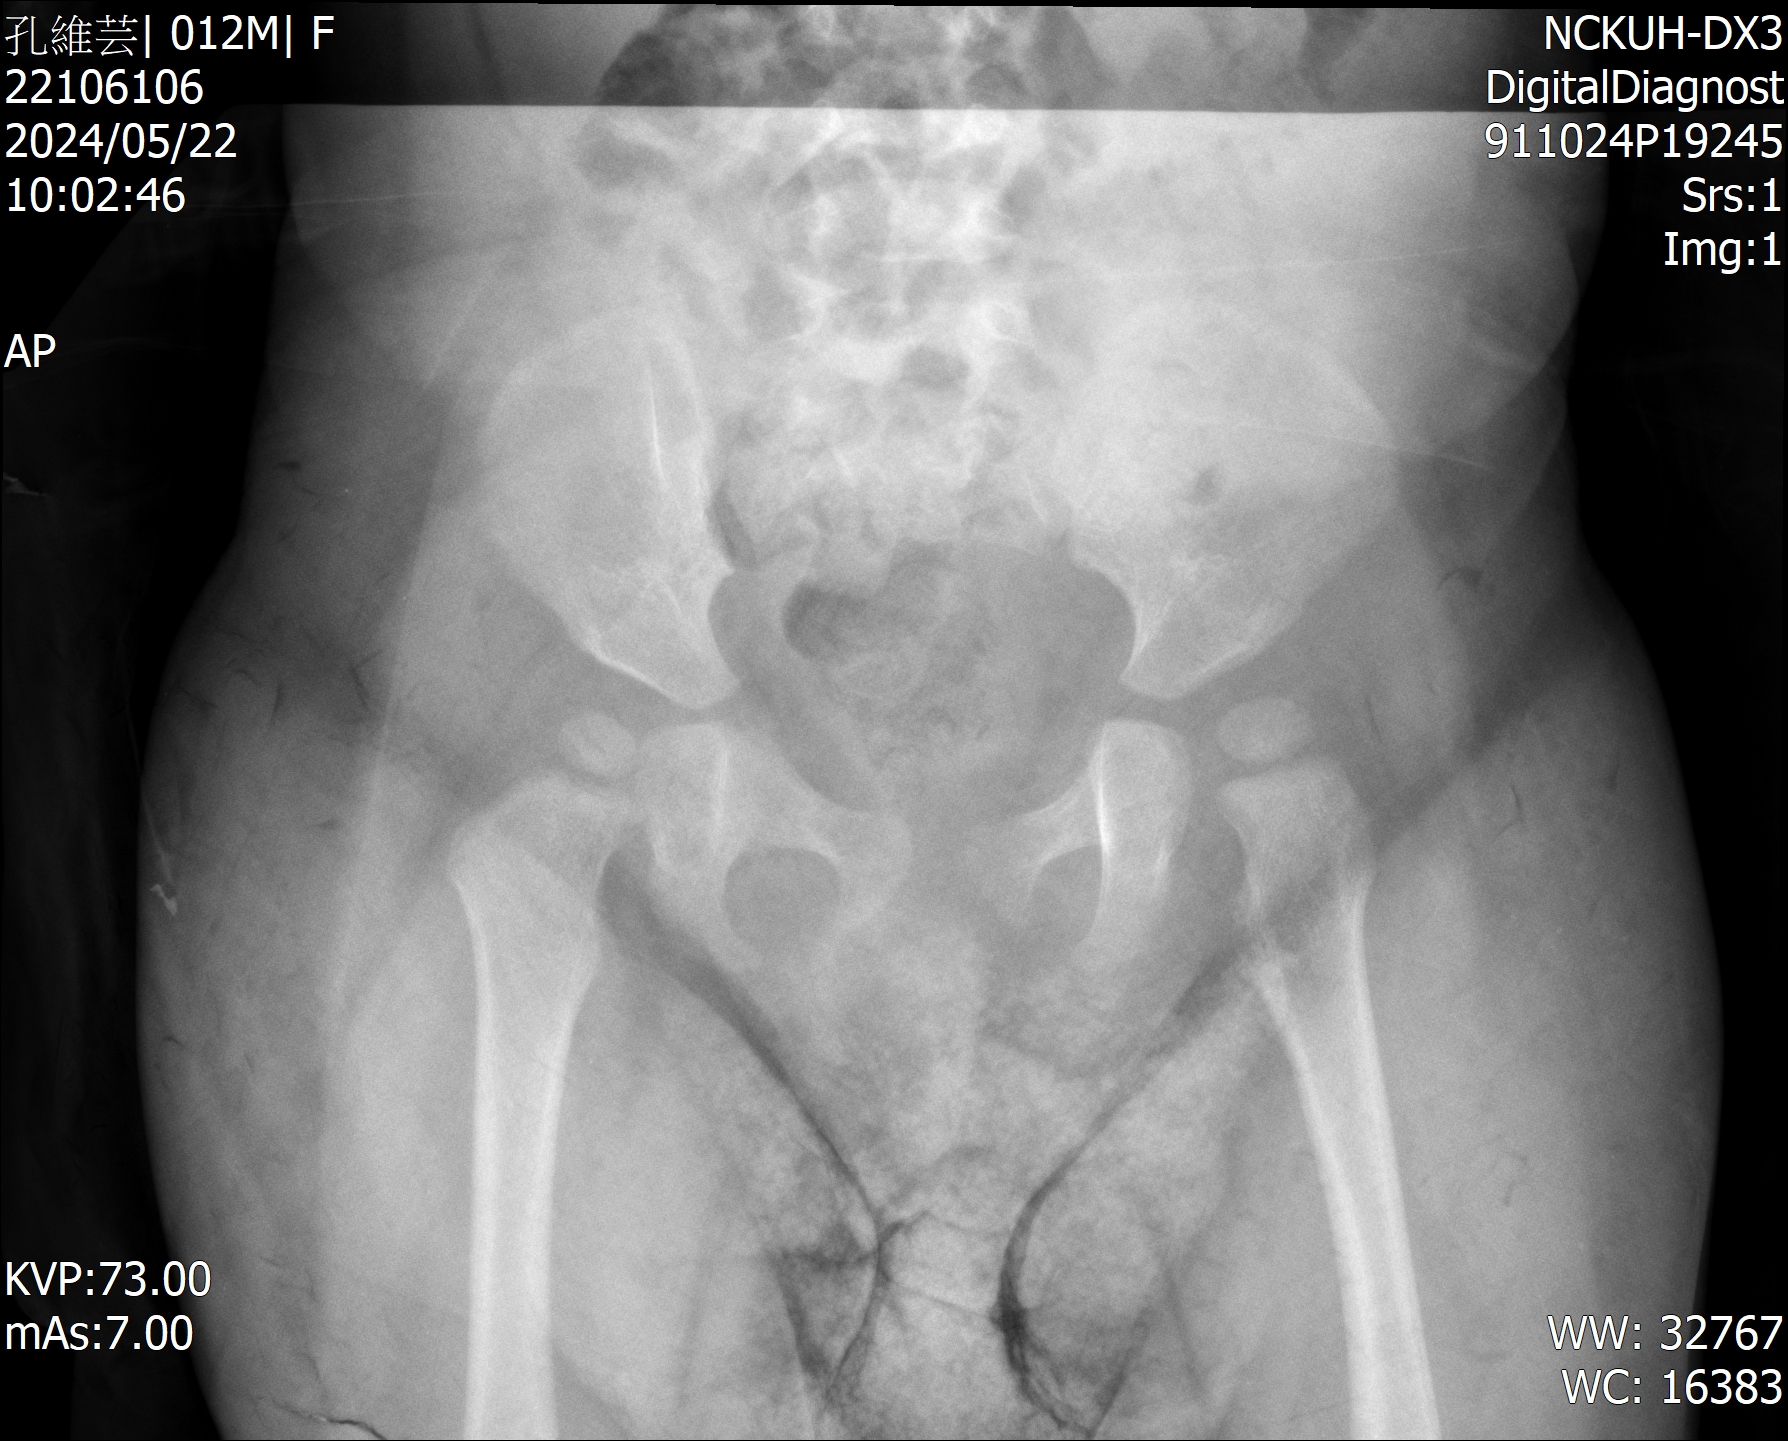 孔維芸| 012M| F
22106106
2024/05/22
10:02:46
AP
NCKUH-DX3
DigitalDiagnost
911024P19245
Srs:1
Img:1
KVP:73.00
mAs:7.00
WW: 32767
WC: 16383